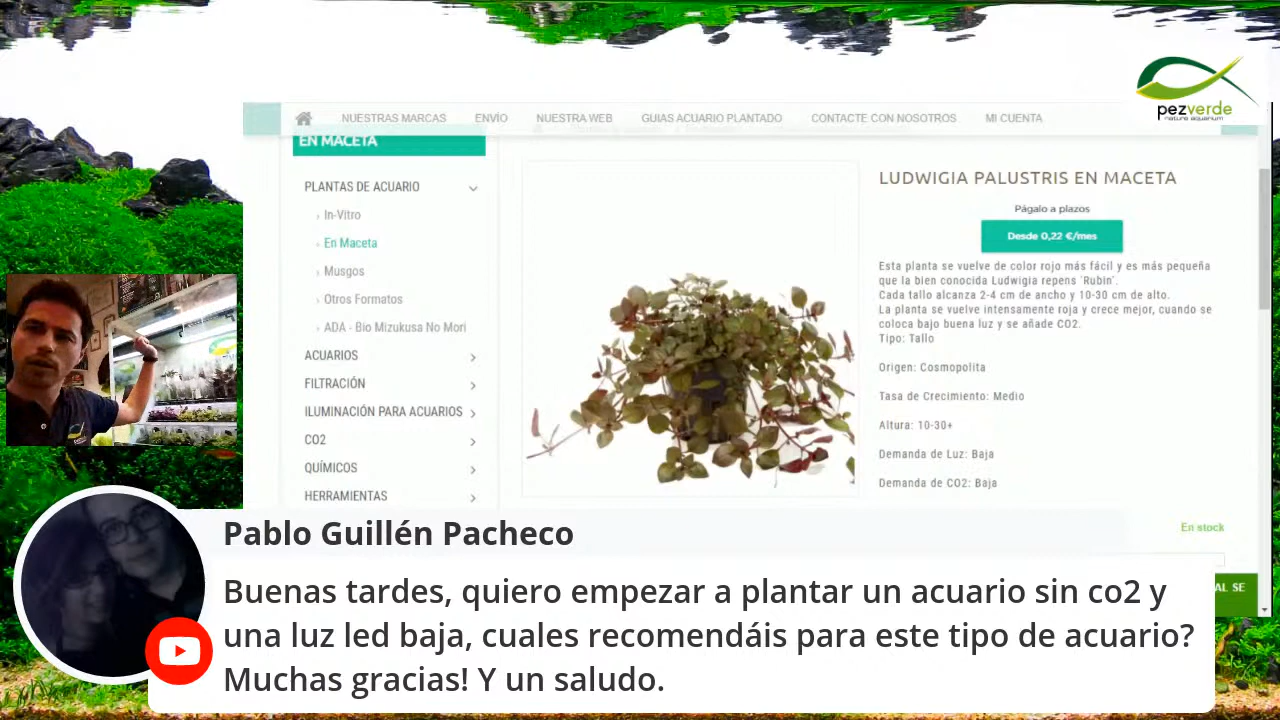 pezverde
nature aquarium
NUESTRAS MARCAS
NUESTRA WEB
GUIAS ACUARIO PLANTADO
CONTACTE CON NOSOTROS
MI CUENTA
EN MACETA
PLANTAS DE ACUARIO
In-Vitro
En Maceta
Musgos
Otros Formatos
ADA - Bio Mizukusa No Mori
ACUARIOS
FILTRACIÓN
ILUMINACIÓN PARA ACUARIOS
CO2
QUÍMICOS
HERRAMIENTAS
LUDWIGIA PALUSTRIS EN MACETA
Págalo a plazos
Desde 0,22 €/mes
Esta planta se vuelve de color rojo más fácil y es más pequeña
que la bien conocida Ludwigia repens ´Rubin´.
Cada tallo alcanza 2-4 cm de ancho y 10-30 cm de alto.
La planta se vuelve intensamente roja y crece mejor, cuando se
coloca bajo buena luz y se añade CO2.
Tipo: Tallo
Origen: Cosmopolita
Tasa de Crecimiento: Medio
Altura: 10-30+
Demanda de Luz: Baja
Demanda de CO2: Baja
En stock
AL SE
Pablo Guillén Pacheco
Buenas tardes, quiero empezar a plantar un acuario sin co2 y
una luz led baja, cuales recomendáis para este tipo de acuario?
Muchas gracias! Y un saludo.